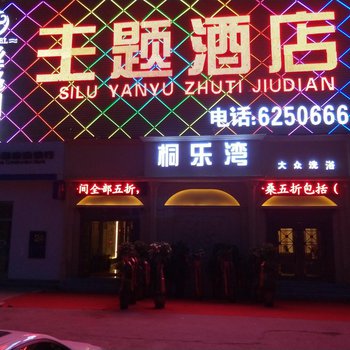 主题酒店
SILU YANYU ZHUTI JIUDIAN
电话:6250666
桐乐湾
大众洗浴
间全部五折,
桑五折包括(